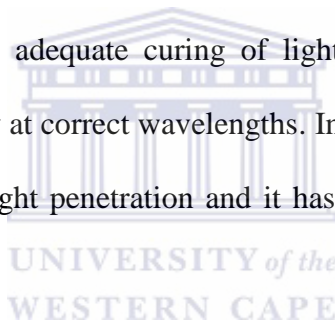 adequate curing of light
at correct wavelengths. In
ght penetration and it has
UNIVERSITY of the
WESTERN CAPE